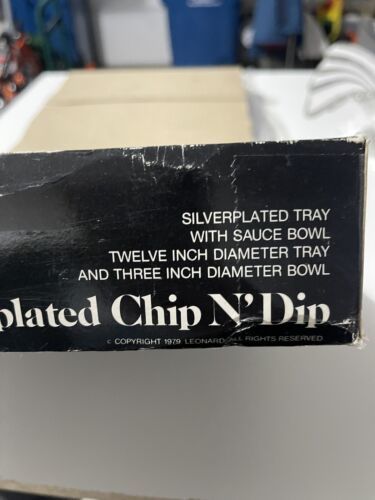 SILVERPLATED TRAY
WITH SAUCE BOWL
TWELVE INCH DIAMETER TRAY
AND THREE INCH DIAMETER BOWL
plated Chip N' Dip
© COPYRIGHT 1979 LEONARD ALL RIGHTS RESERVED